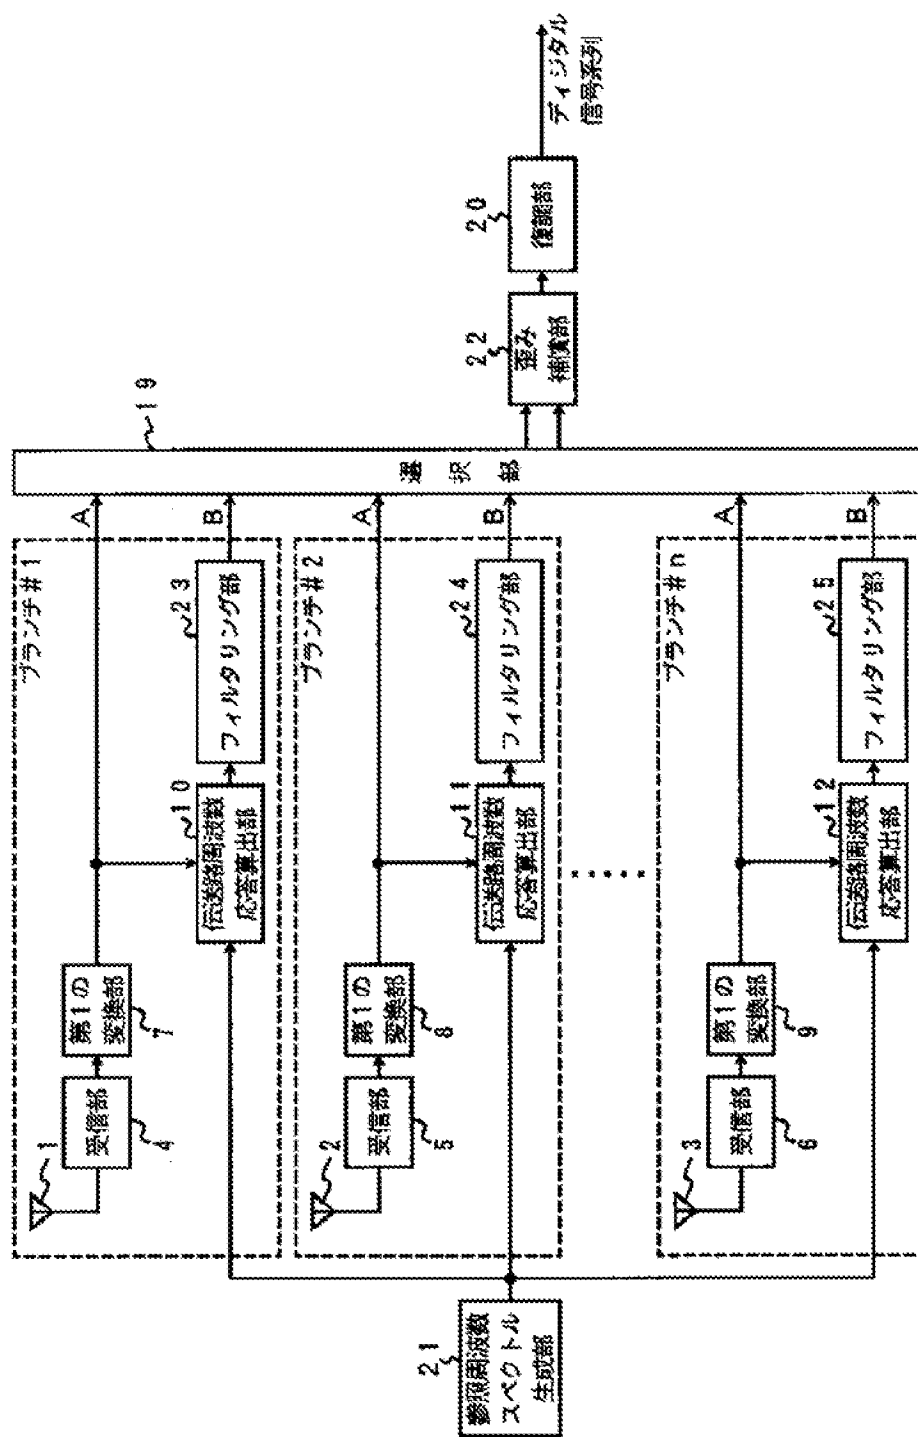 ブランチ#1
1
受信部
4
第1の
変換部
7
伝送路周波数
応答算出部
10
フィルタリング部
23
A
B
ブランチ#2
2
受信部
5
第1の
変換部
8
伝送路周波数
応答算出部
11
フィルタリング部
24
A
B
ブランチ#n
3
受信部
6
第1の
変換部
9
伝送路周波数
応答算出部
12
フィルタリング部
25
A
B
21
参照周波数
スペクトル
生成部
選択部
19
22
歪み
補償部
20
復調部
ディジタル
信号系列